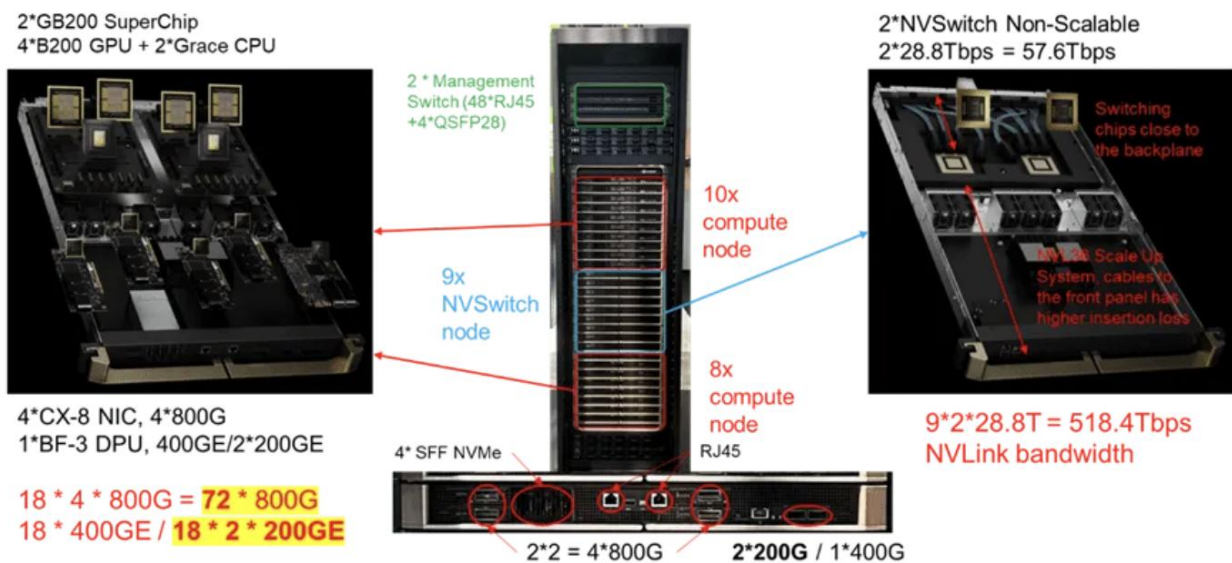 2*GB200 SuperChip
4*B200 GPU + 2*Grace CPU
2 * Management
Switch (48*RJ45
+4*QSFP28)
2*NVSwitch Non-Scalable
2*28.8Tbps = 57.6Tbps
Switching
chips close to
the backplane
10x
compute
node
9x
NVSwitch
node
NVL36 Scale Up
System, cables to
the front panel has
higher insertion loss
8x
compute
node
4*CX-8 NIC, 4*800G
1*BF-3 DPU, 400GE/2*200GE
18 * 4 * 800G = 72 * 800G
18 * 400GE / 18 * 2 * 200GE
4* SFF NVMe
RJ45
9*2*28.8T = 518.4Tbps
NVLink bandwidth
2*2 = 4*800G
2*200G / 1*400G